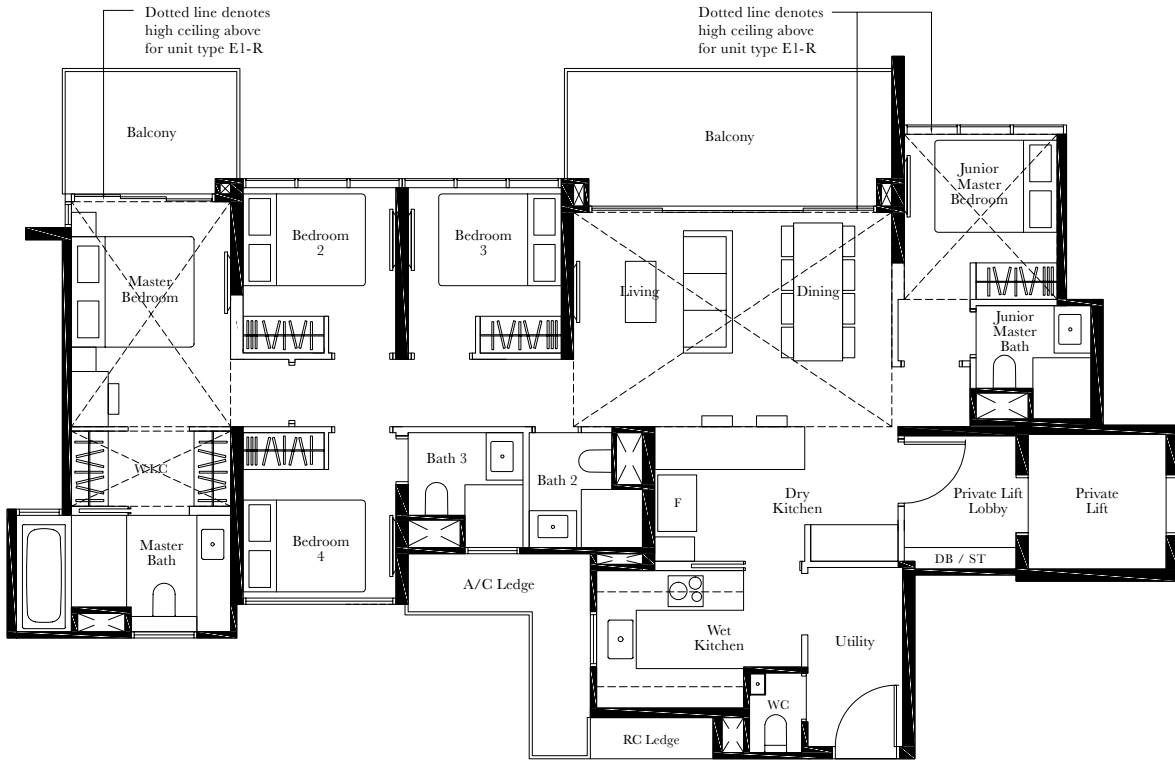 Dotted line denotes
high ceiling above
for unit type E1-R
Dotted line denotes
high ceiling above
for unit type E1-R
Balcony
Balcony
Junior
Master
Bedroom
Bedroom
2
Bedroom
3
Master
Bedroom
Living
Dining
Junior
Master
Bath
W.I.C
Bath 3
Bath 2
F
Dry
Kitchen
Private Lift
Lobby
Private
Lift
Master
Bath
Bedroom
4
A/C Ledge
DB / ST
Wet
Kitchen
Utility
WC
RC Ledge